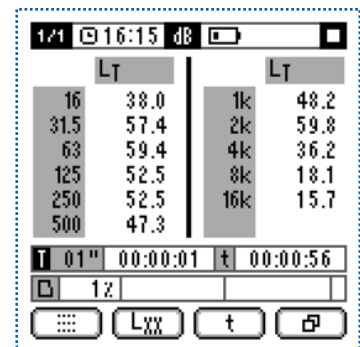 1/1 16:15 dB
LT LT
16 38.0 1k 48.2
31.5 57.4 2k 59.8
63 59.4 4k 36.2
125 52.5 8k 18.1
250 52.5 16k 15.7
500 47.3
T 01" 00:00:01 t 00:00:56
1%
LXX t